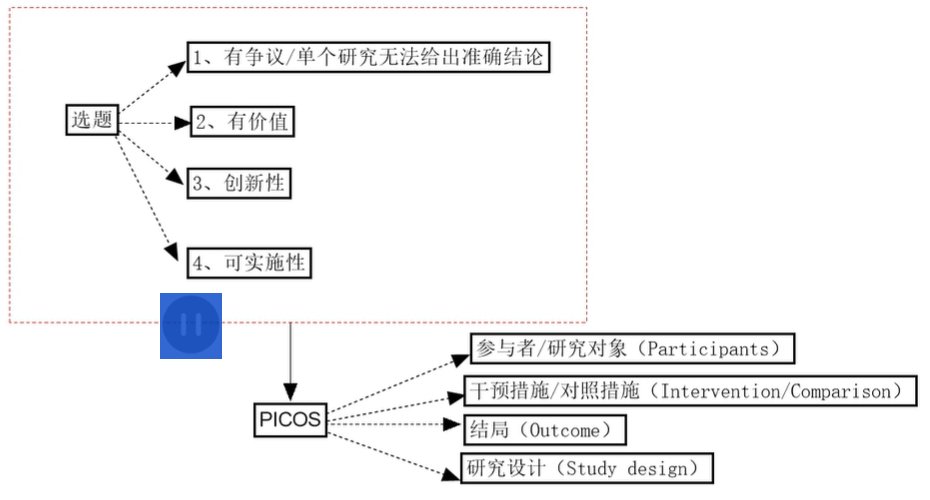 1、有争议/单个研究无法给出准确结论
选题
2、有价值
3、创新性
4、可实施性
参与者/研究对象（Participants）
干预措施/对照措施（Intervention/Comparison）
PICOS
结局（Outcome）
研究设计（Study design）